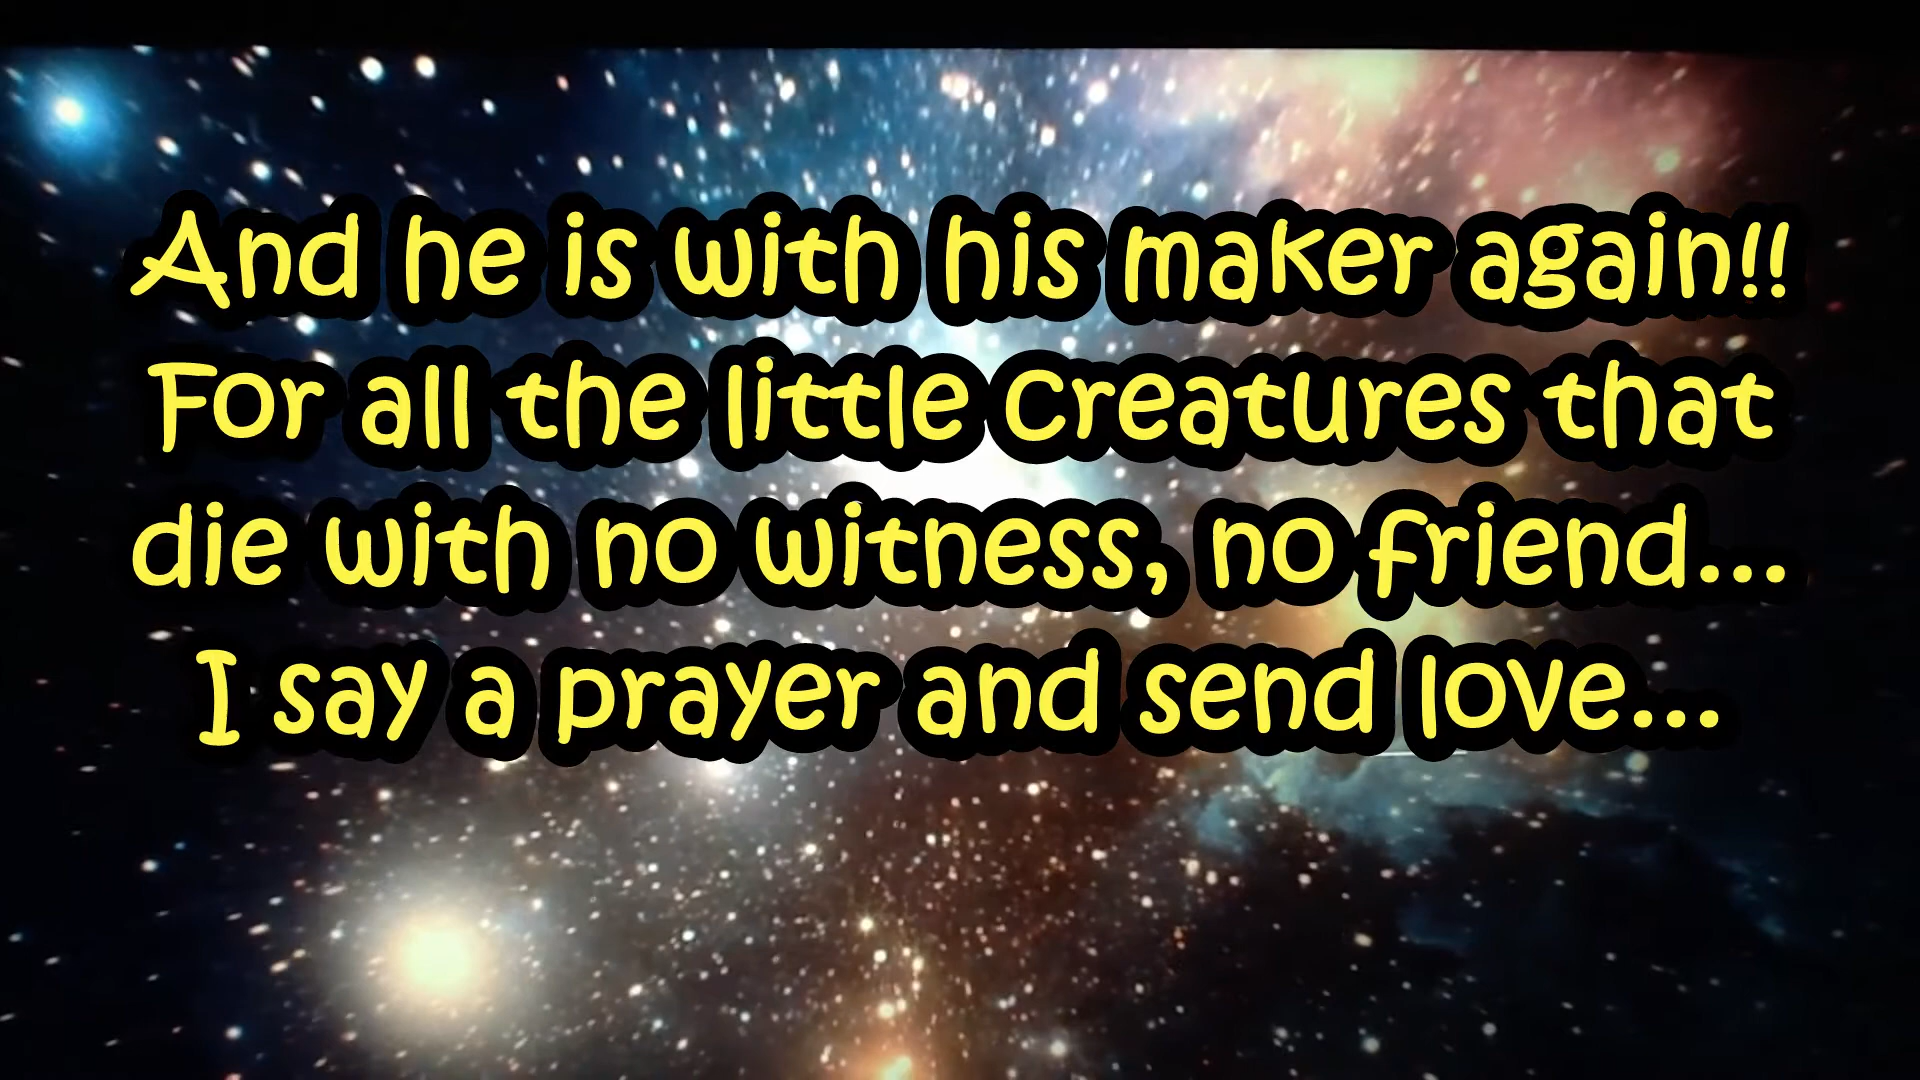 And he is with his maker again!!
For all the little creatures that
die with no witness, no friend...
I say a prayer and send love...